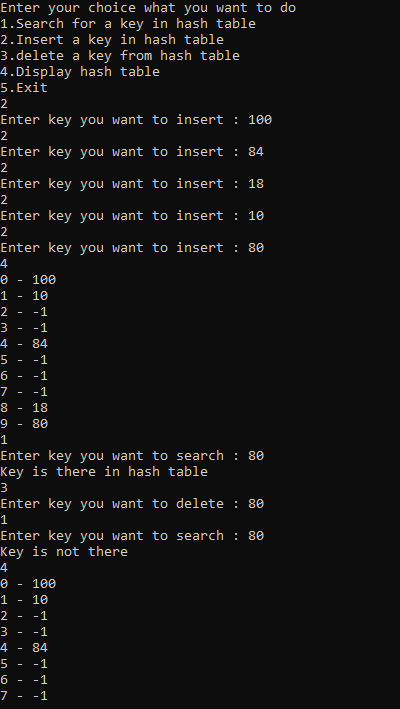 Enter your choice what you want to do
1.Search for a key in hash table
2.Insert a key in hash table
3.delete a key from hash table
4.Display hash table
5.Exit
2
Enter key you want to insert : 100
2
Enter key you want to insert : 84
2
Enter key you want to insert : 18
2
Enter key you want to insert : 10
2
Enter key you want to insert : 80
4
0 - 100
1 - 10
2 - -1
3 - -1
4 - 84
5 - -1
6 - -1
7 - -1
8 - 18
9 - 80
1
Enter key you want to search : 80
Key is there in hash table
3
Enter key you want to delete : 80
1
Enter key you want to search : 80
Key is not there
4
0 - 100
1 - 10
2 - -1
3 - -1
4 - 84
5 - -1
6 - -1
7 - -1